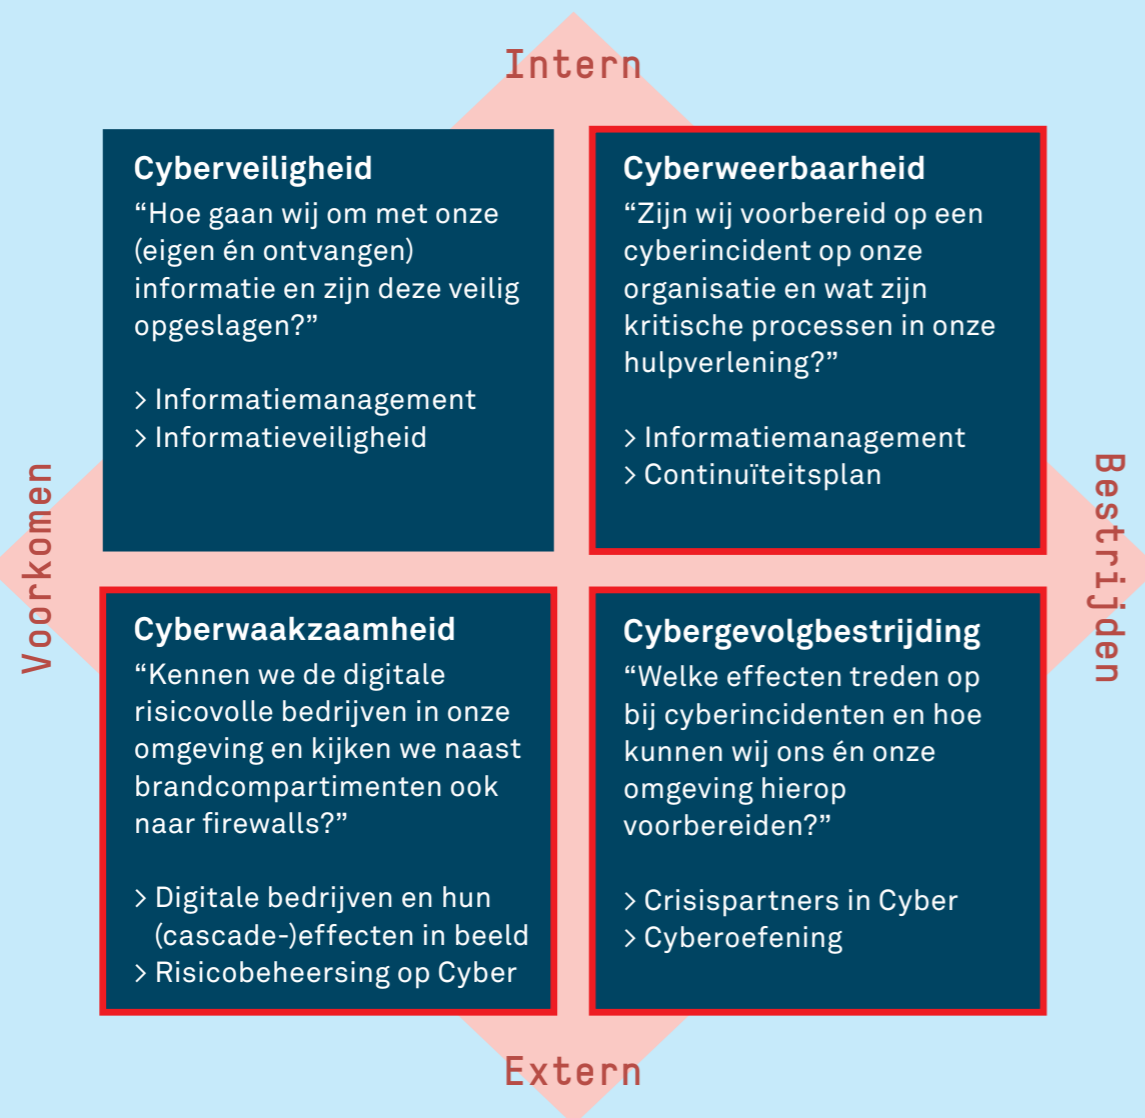 Intern
Cyberveiligheid
“Hoe gaan wij om met onze
(eigen én ontvangen)
informatie en zijn deze veilig
opgeslagen?”
> Informatiemanagement
> Informatieveiligheid
Cyberweerbaarheid
“Zijn wij voorbereid op een
cyberincident op onze
organisatie en wat zijn
kritische processen in onze
hulpverlening?”
> Informatiemanagement
> Continuïteitsplan
Voorkomen
Bestrijden
Cyberwaakzaamheid
“Kennen we de digitale
risicovolle bedrijven in onze
omgeving en kijken we naast
brandcompartimenten ook
naar firewalls?”
> Digitale bedrijven en hun
(cascade-)effecten in beeld
> Risicobeheersing op Cyber
Cybergevolgbestrijding
“Welke effecten treden op
bij cyberincidenten en hoe
kunnen wij ons én onze
omgeving hierop
voorbereiden?”
> Crisispartners in Cyber
> Cyberoefening
Extern